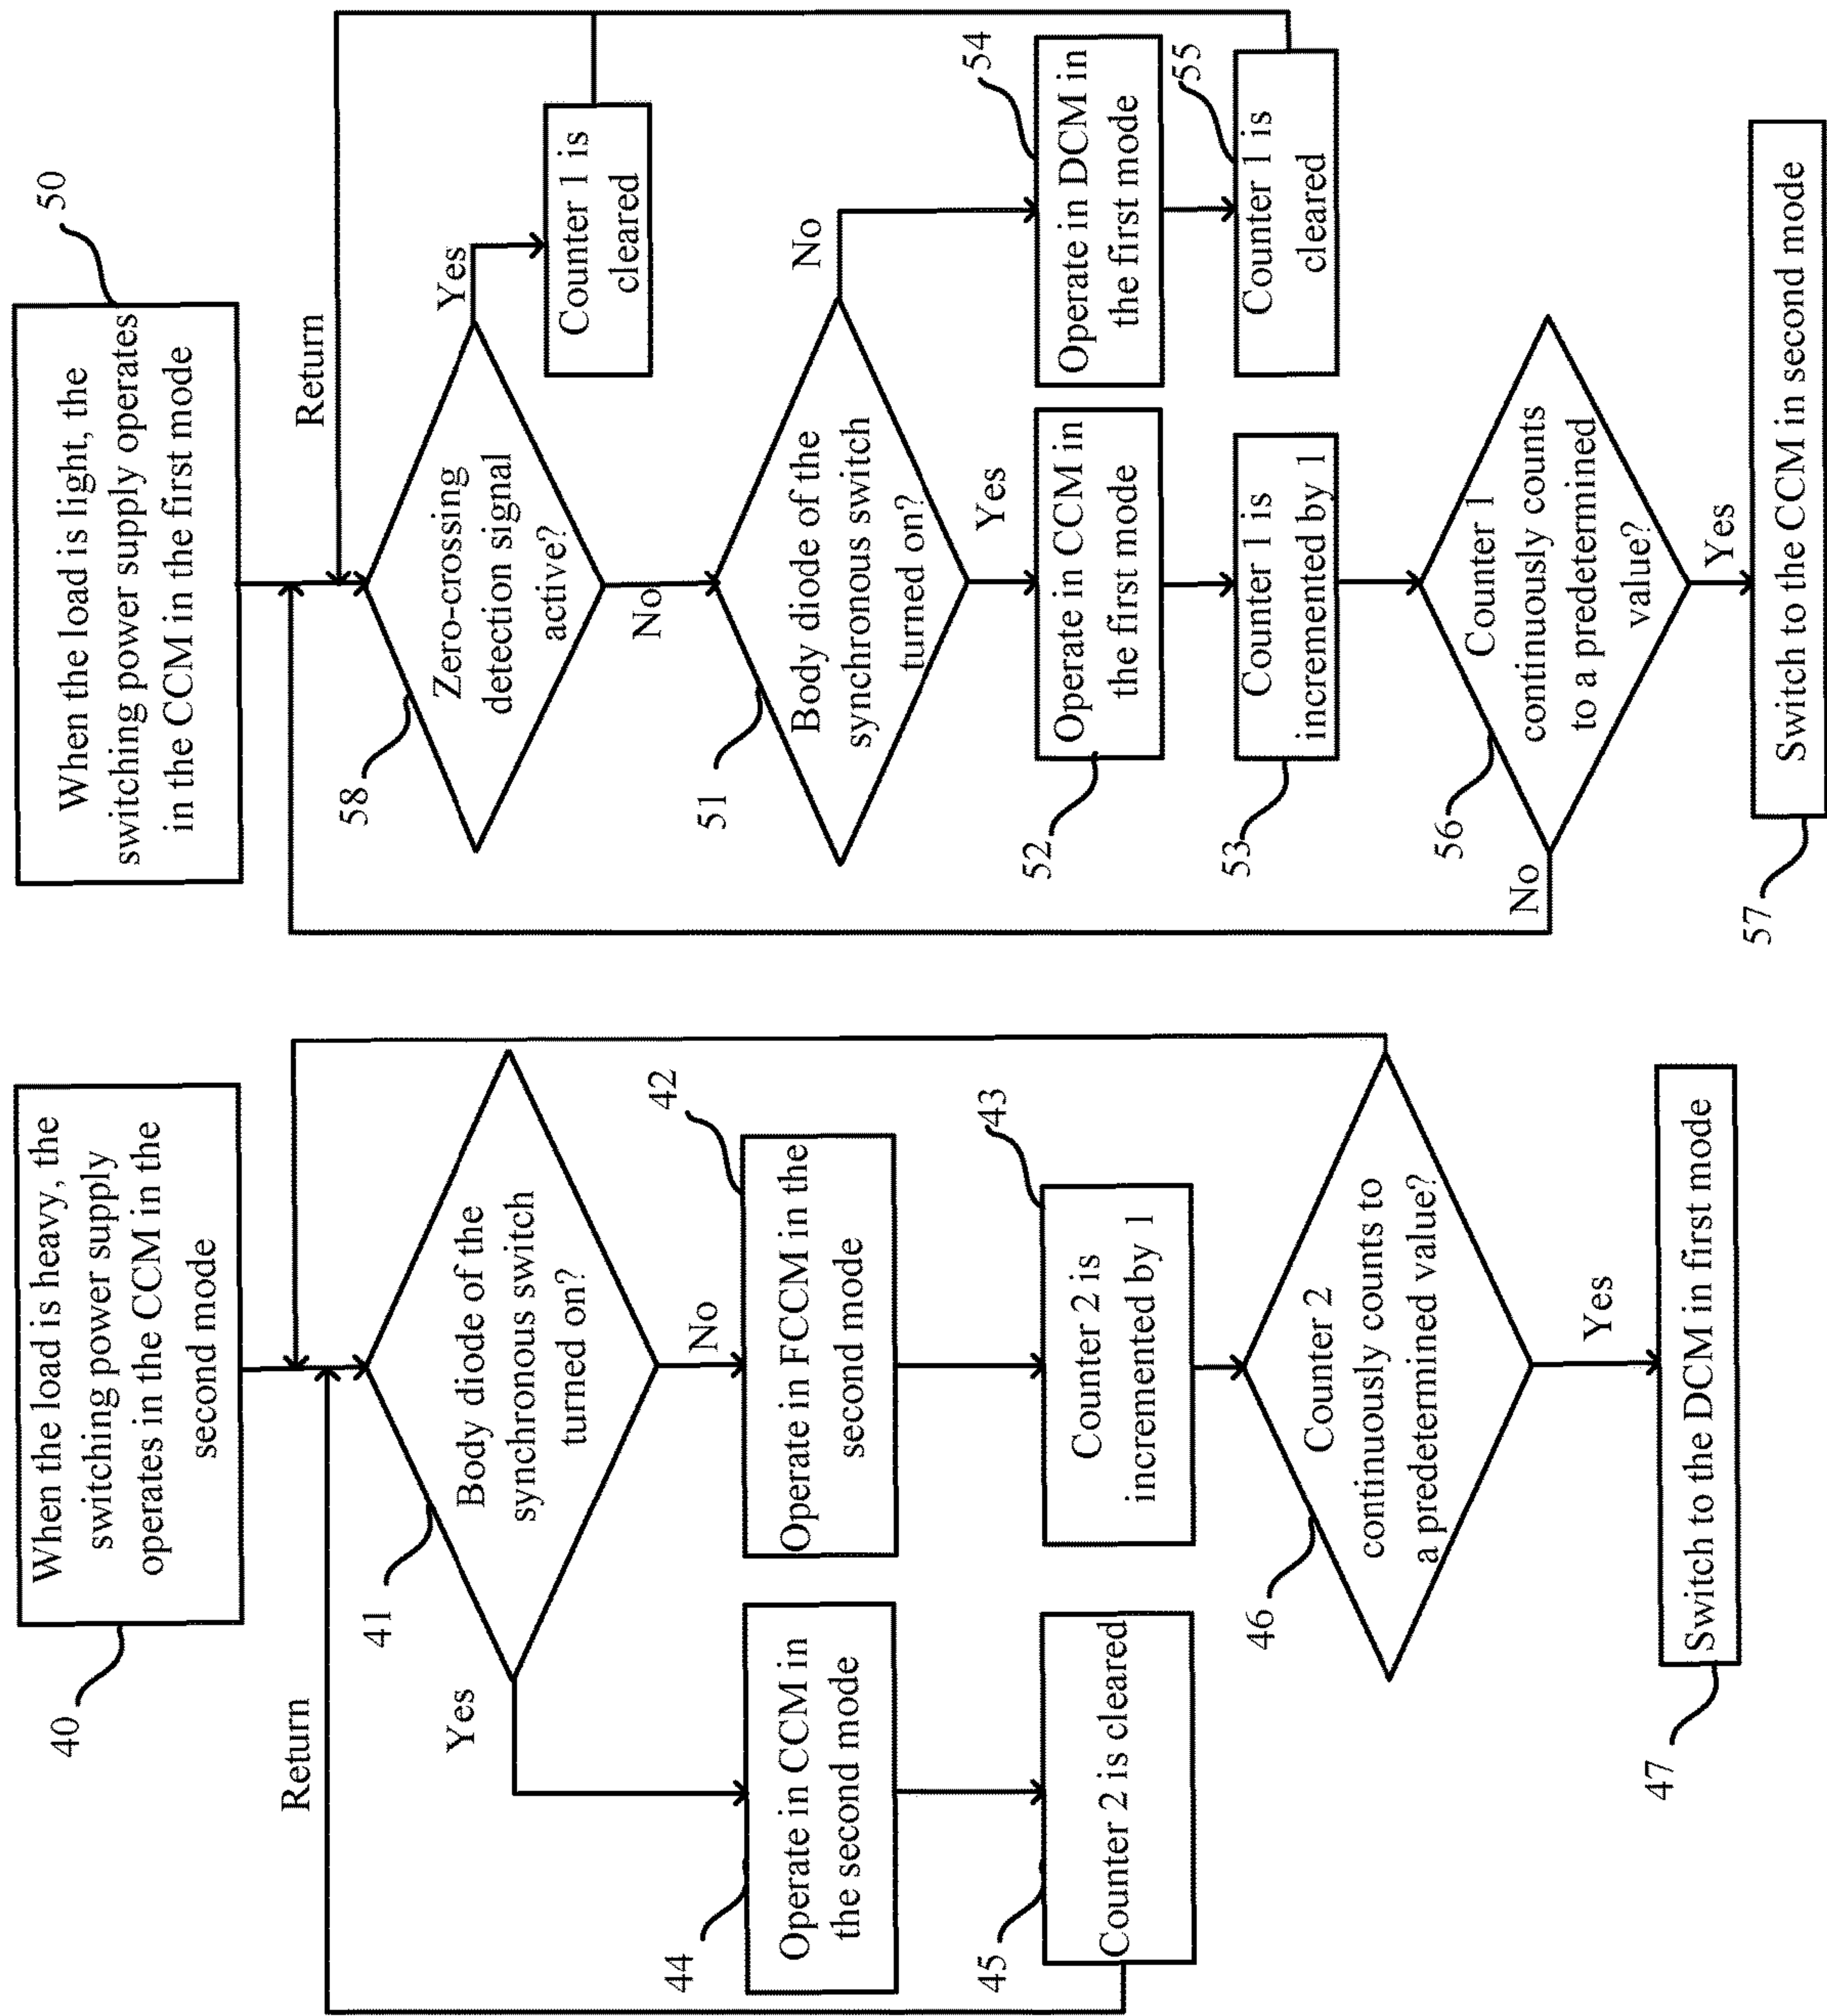 When the load is heavy, the
switching power supply
operates in the CCM in the
second mode
40
Return
Body diode of the
synchronous switch
turned on?
41
Yes
No
Operate in CCM in
the second mode
44
Operate in FCCM in the
second mode
42
Counter 2 is cleared
45
Counter 2 is
incremented by 1
43
Counter 2
continuously counts to
a predetermined value?
46
Yes
Switch to the DCM in first mode
47
When the load is light, the
switching power supply operates
in the CCM in the first mode
50
Return
Zero-crossing
detection signal
active?
58
Yes
Counter 1 is
cleared
No
Body diode of the
synchronous switch
turned on?
51
No
Yes
Operate in CCM in
the first mode
52
Operate in DCM in
the first mode
54
Counter 1 is
incremented by 1
53
Counter 1 is
cleared
55
Counter 1
continuously counts
to a predetermined
value?
56
No
Yes
Switch to the CCM in second mode
57